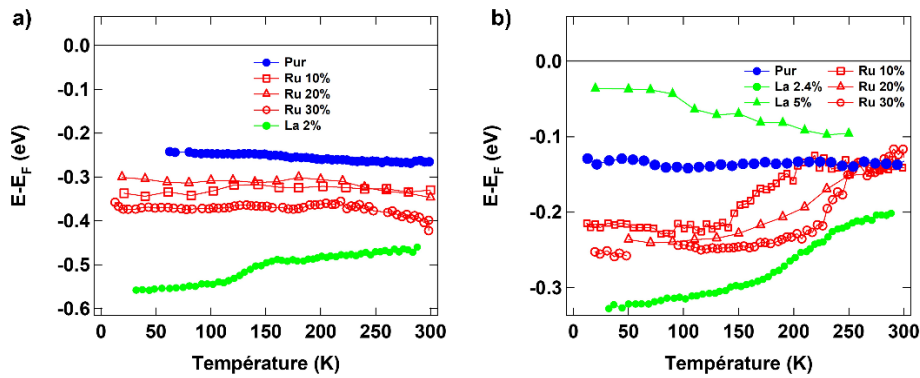 a)
0.0
-0.1
-0.2
-0.3
-0.4
-0.5
-0.6
E-E_F (eV)
Pur
Ru 10%
Ru 20%
Ru 30%
La 2%
0 50 100 150 200 250 300
Température (K)
b)
0.0
-0.1
-0.2
-0.3
E-E_F (eV)
Pur
La 2.4%
La 5%
Ru 10%
Ru 20%
Ru 30%
0 50 100 150 200 250 300
Température (K)